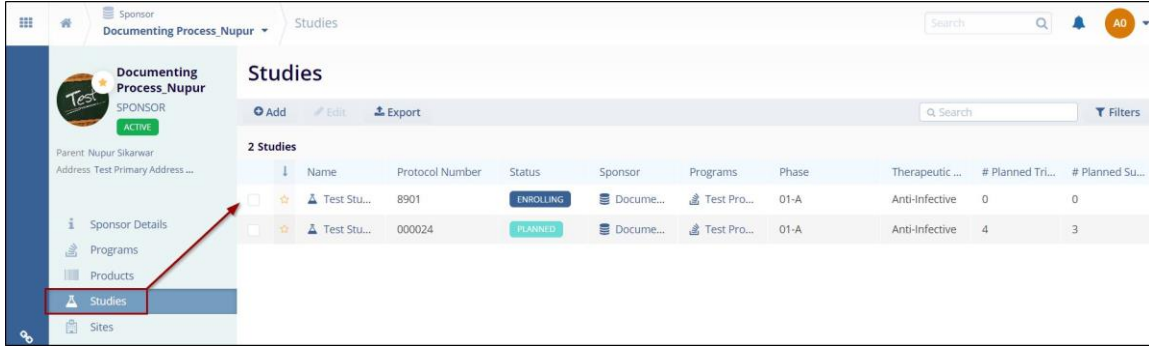 Sponsor
Documenting Process_Nupur
Studies
Search
A0
Test
Documenting
Process_Nupur
SPONSOR
ACTIVE
Parent Nupur Sikarwar
Address Test Primary Address ...
Sponsor Details
Programs
Products
Studies
Sites
Studies
Add Edit Export Search Filters
2 Studies
Name Protocol Number Status Sponsor Programs Phase Therapeutic ... # Planned Tri... # Planned Su...
Test Stu... 8901 ENROLLING Docume... Test Pro... 01-A Anti-Infective 0 0
Test Stu... 000024 PLANNED Docume... Test Pro... 01-A Anti-Infective 4 3